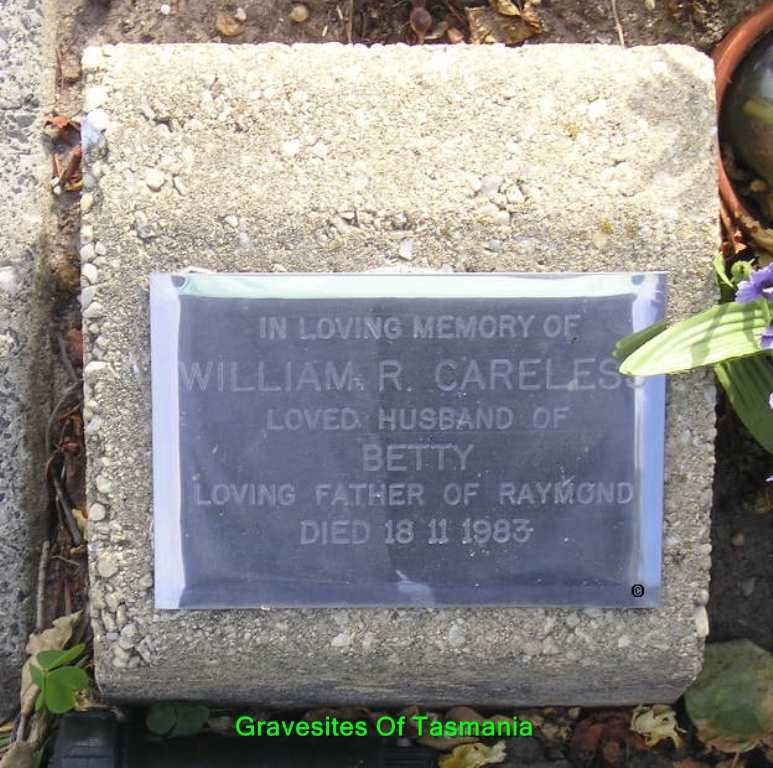 IN LOVING MEMORY OF
WILLIAM R. CARELESS
LOVED HUSBAND OF
BETTY
LOVING FATHER OF RAYMOND
DIED 18 11 1983
©
Gravesites Of Tasmania